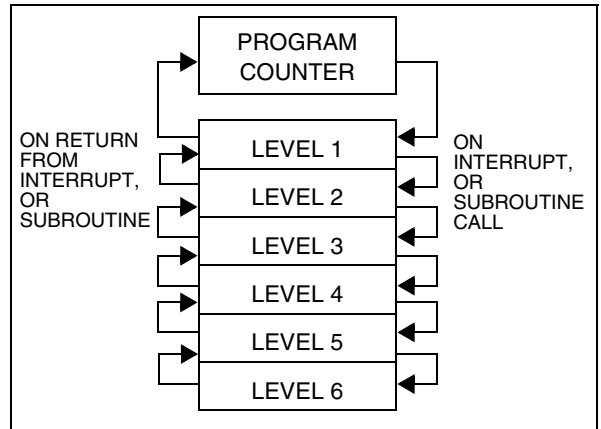 PROGRAM
COUNTER
ON RETURN
FROM
INTERRUPT,
OR
SUBROUTINE
LEVEL 1
LEVEL 2
LEVEL 3
LEVEL 4
LEVEL 5
LEVEL 6
ON
INTERRUPT,
OR
SUBROUTINE
CALL